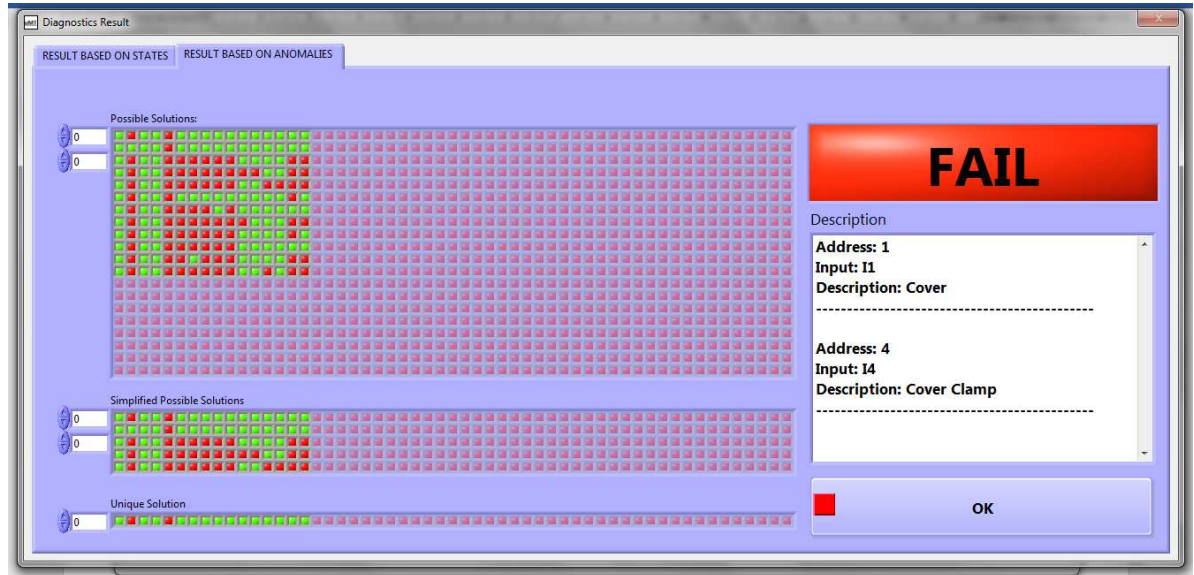 Diagnostics Result
RESULT BASED ON STATES
RESULT BASED ON ANOMALIES
Possible Solutions:
0
0
FAIL
Description
Address: 1
Input: I1
Description: Cover
---------------------------------------------
Address: 4
Input: I4
Description: Cover Clamp
---------------------------------------------
Simplified Possible Solutions
0
0
Unique Solution
0
OK